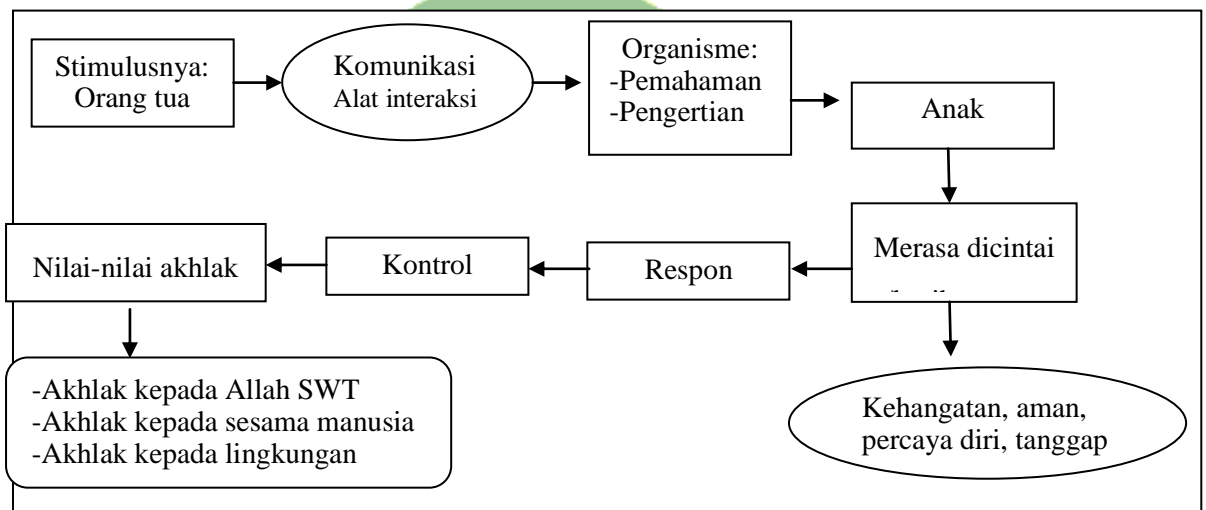 Stimulusnya:
Orang tua
Komunikasi
Alat interaksi
Organisme:
-Pemahaman
-Pengertian
Anak
Merasa dicintai
Respon
Kontrol
Nilai-nilai akhlak
-Akhlak kepada Allah SWT
-Akhlak kepada sesama manusia
-Akhlak kepada lingkungan
Kehangatan, aman,
percaya diri, tanggap